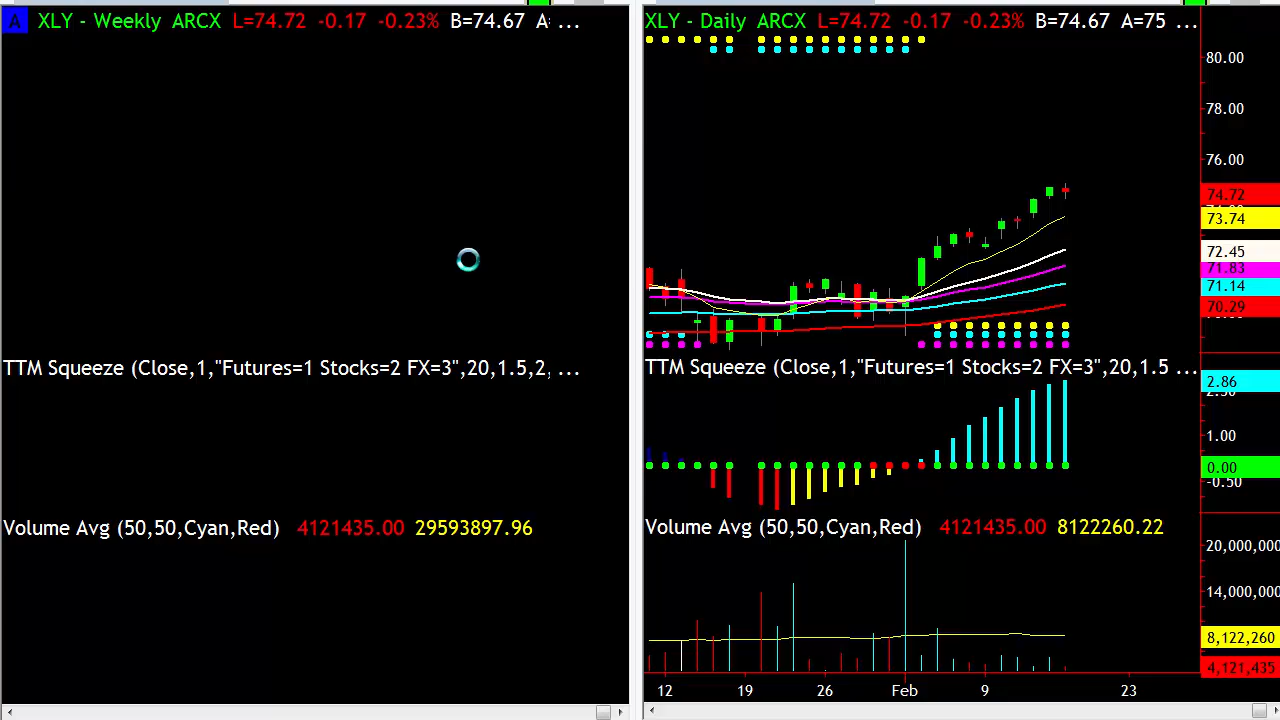 A XLY - Weekly ARCX L=74.72 -0.17 -0.23% B=74.67 A: ...
XLY - Daily ARCX L=74.72 -0.17 -0.23% B=74.67 A=75 ...
80.00
78.00
76.00
74.72
73.74
72.45
71.83
71.14
70.29
TTM Squeeze (Close,1,"Futures=1 Stocks=2 FX=3",20,1.5,2, ...
TTM Squeeze (Close,1,"Futures=1 Stocks=2 FX=3",20,1.5 ...
2.86
1.00
0.00
-0.50
Volume Avg (50,50,Cyan,Red) 4121435.00 29593897.96
Volume Avg (50,50,Cyan,Red) 4121435.00 8122260.22
20,000,000
14,000,000
8,122,260
4,121,435
12 19 26 Feb 9 23